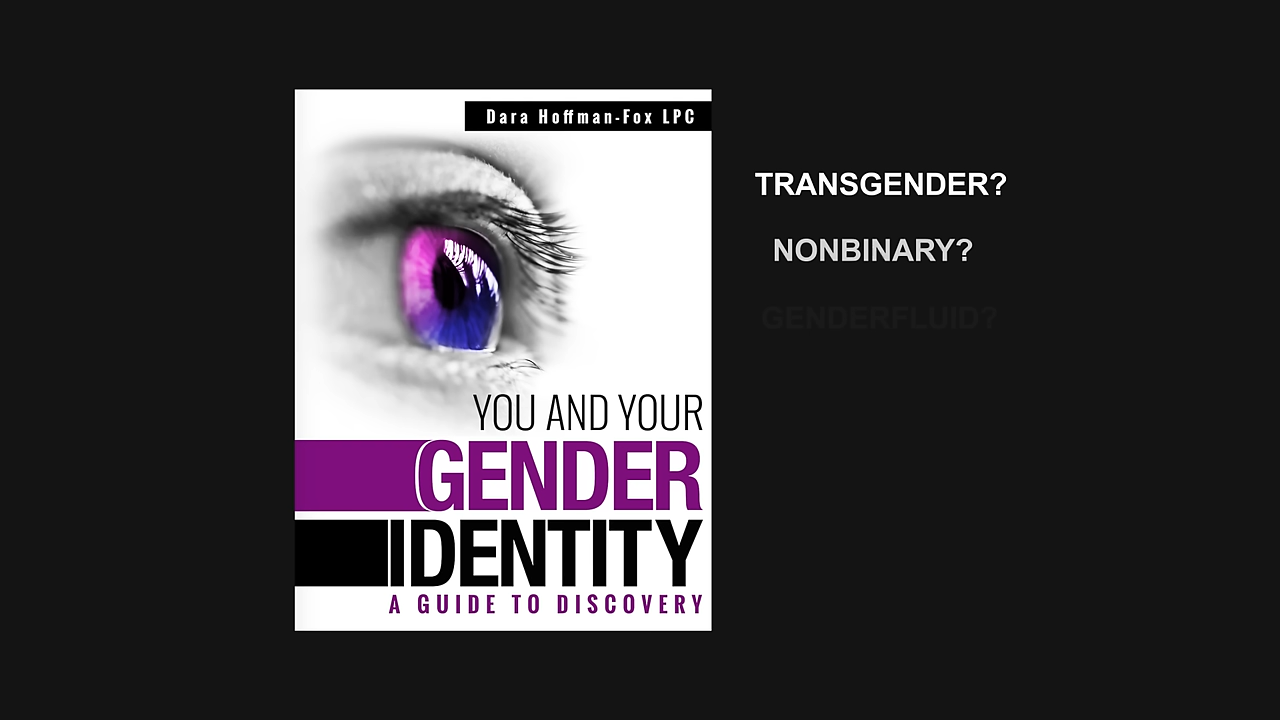 Dara Hoffman-Fox LPC
YOU AND YOUR
GENDER
IDENTITY
A GUIDE TO DISCOVERY
TRANSGENDER?
NONBINARY?
GENDERFLUID?